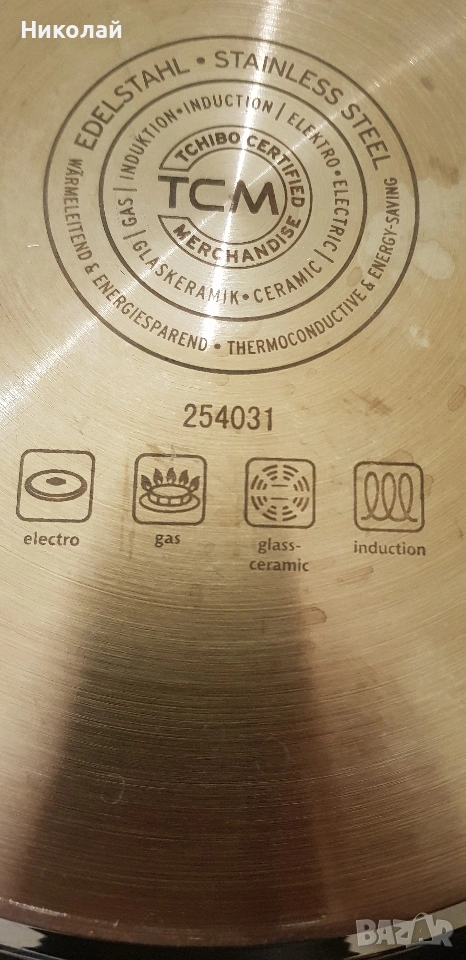 Николай
EDELSTAHL • STAINLESS STEEL
WÄRMELEITEND & ENERGIESPAREND • THERMOCONDUCTIVE & ENERGY-SAVING
GAS | INDUKTION • INDUCTION | ELEKTRO • ELECTRIC |
GLASKERAMIK • CERAMIC |
TCHIBO CERTIFIED
TCM
MERCHANDISE
254031
electro
gas
glass-
ceramic
induction
BAZAR